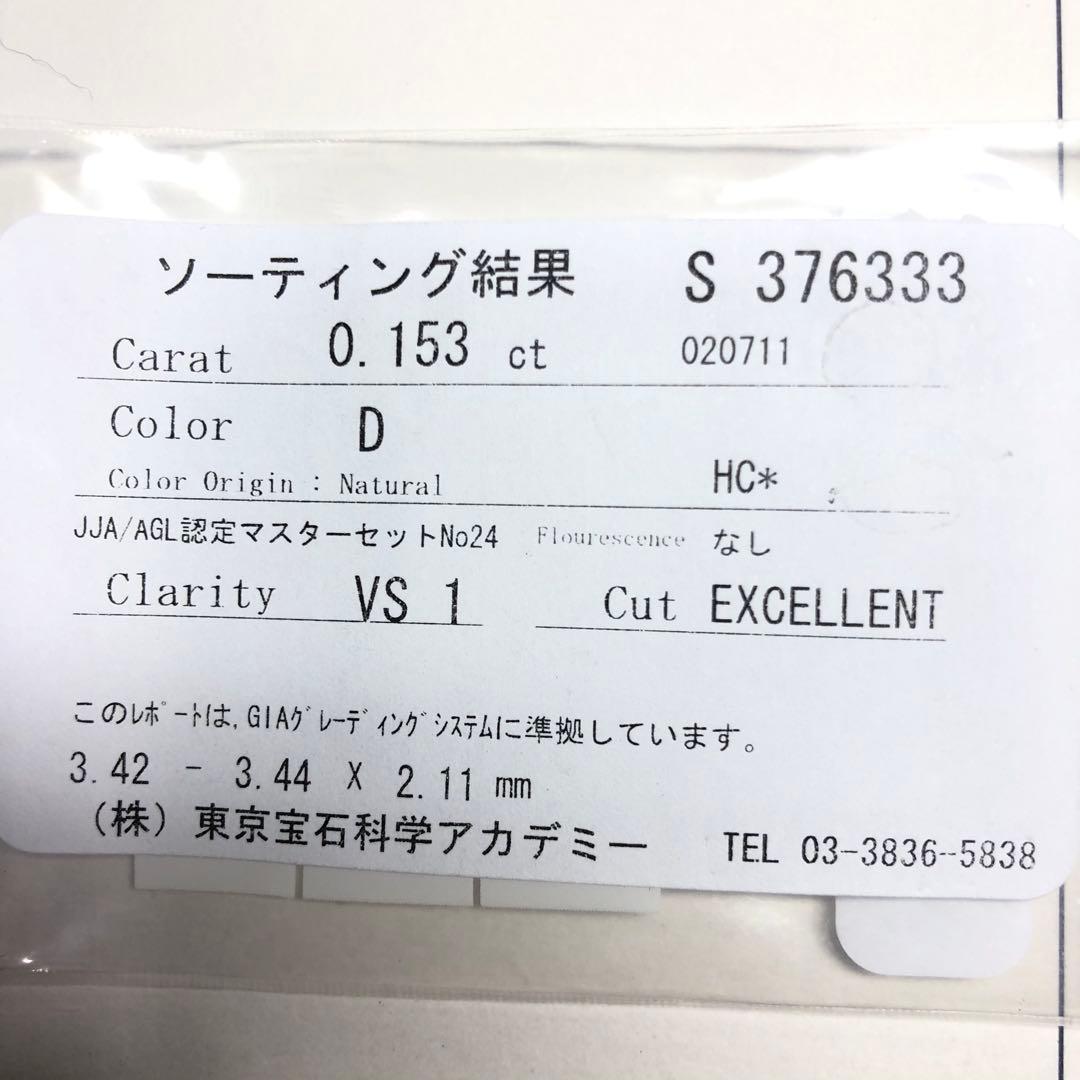 ソーティング結果 S 376333
Carat 0.153 ct 020711
Color D
Color Origin : Natural HC*
JJA/AGL認定マスターセットNo24 Flourescence なし
Clarity VS 1 Cut EXCELLENT
このﾚﾎﾟｰﾄは,GIAｸﾞﾚｰﾃﾞｨﾝｸﾞｼｽﾃﾑに準拠しています。
3.42 - 3.44 X 2.11 mm
(株) 東京宝石科学アカデミー TEL 03-3836-5838